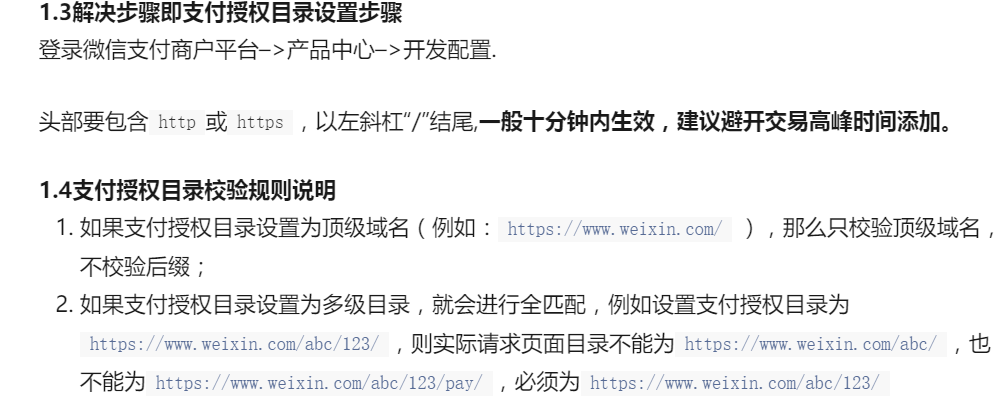 1.3解决步骤即支付授权目录设置步骤
登录微信支付商户平台–>产品中心–>开发配置.
头部要包含 http 或 https ，以左斜杠“/”结尾,一般十分钟内生效，建议避开交易高峰时间添加。
1.4支付授权目录校验规则说明
1. 如果支付授权目录设置为顶级域名（例如： https://www.weixin.com/ ），那么只校验顶级域名，
不校验后缀；
2. 如果支付授权目录设置为多级目录，就会进行全匹配，例如设置支付授权目录为
https://www.weixin.com/abc/123/ ，则实际请求页面目录不能为 https://www.weixin.com/abc/ ，也
不能为 https://www.weixin.com/abc/123/pay/ ，必须为 https://www.weixin.com/abc/123/